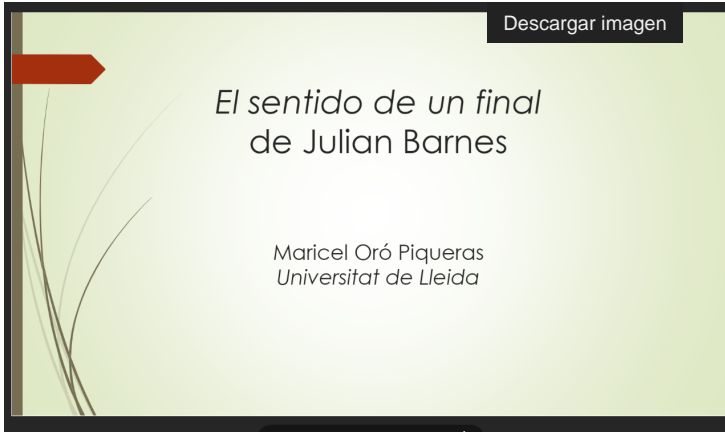 Descargar imagen
El sentido de un final
de Julian Barnes
Maricel Oró Piqueras
Universitat de Lleida